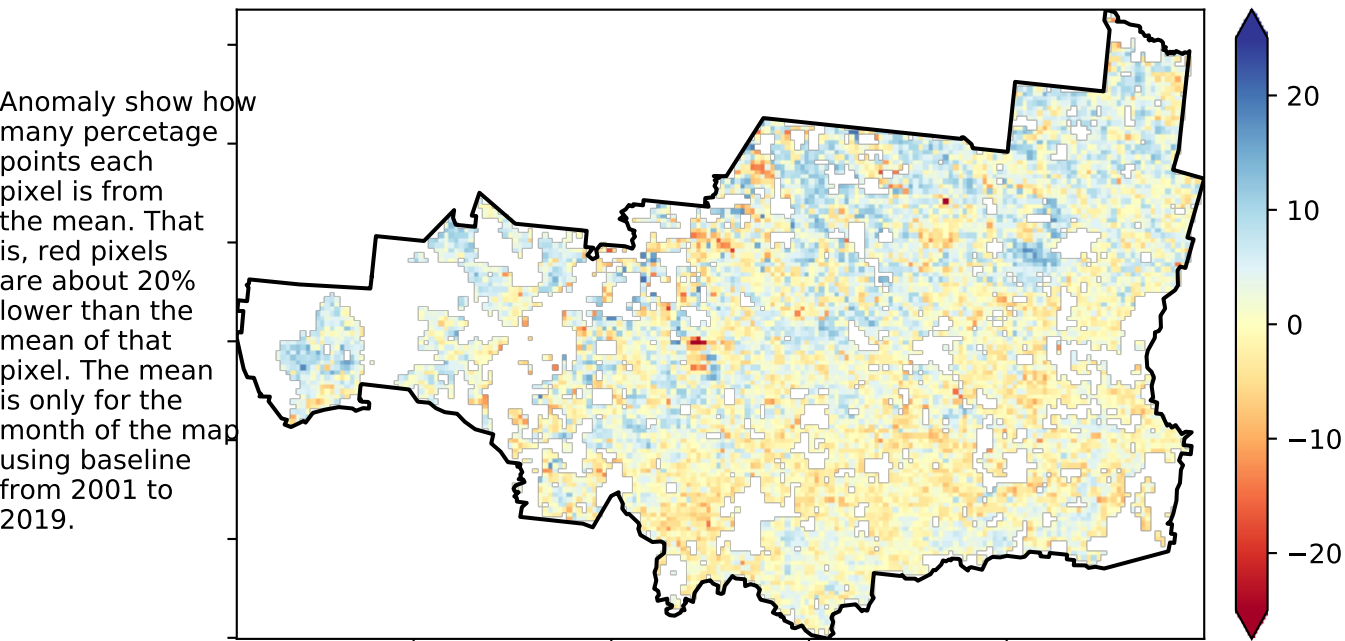 Anomaly show how
many percetage
points each
pixel is from
the mean. That
is, red pixels
are about 20%
lower than the
mean of that
pixel. The mean
is only for the
month of the map
using baseline
from 2001 to
2019.
20
10
0
−10
−20